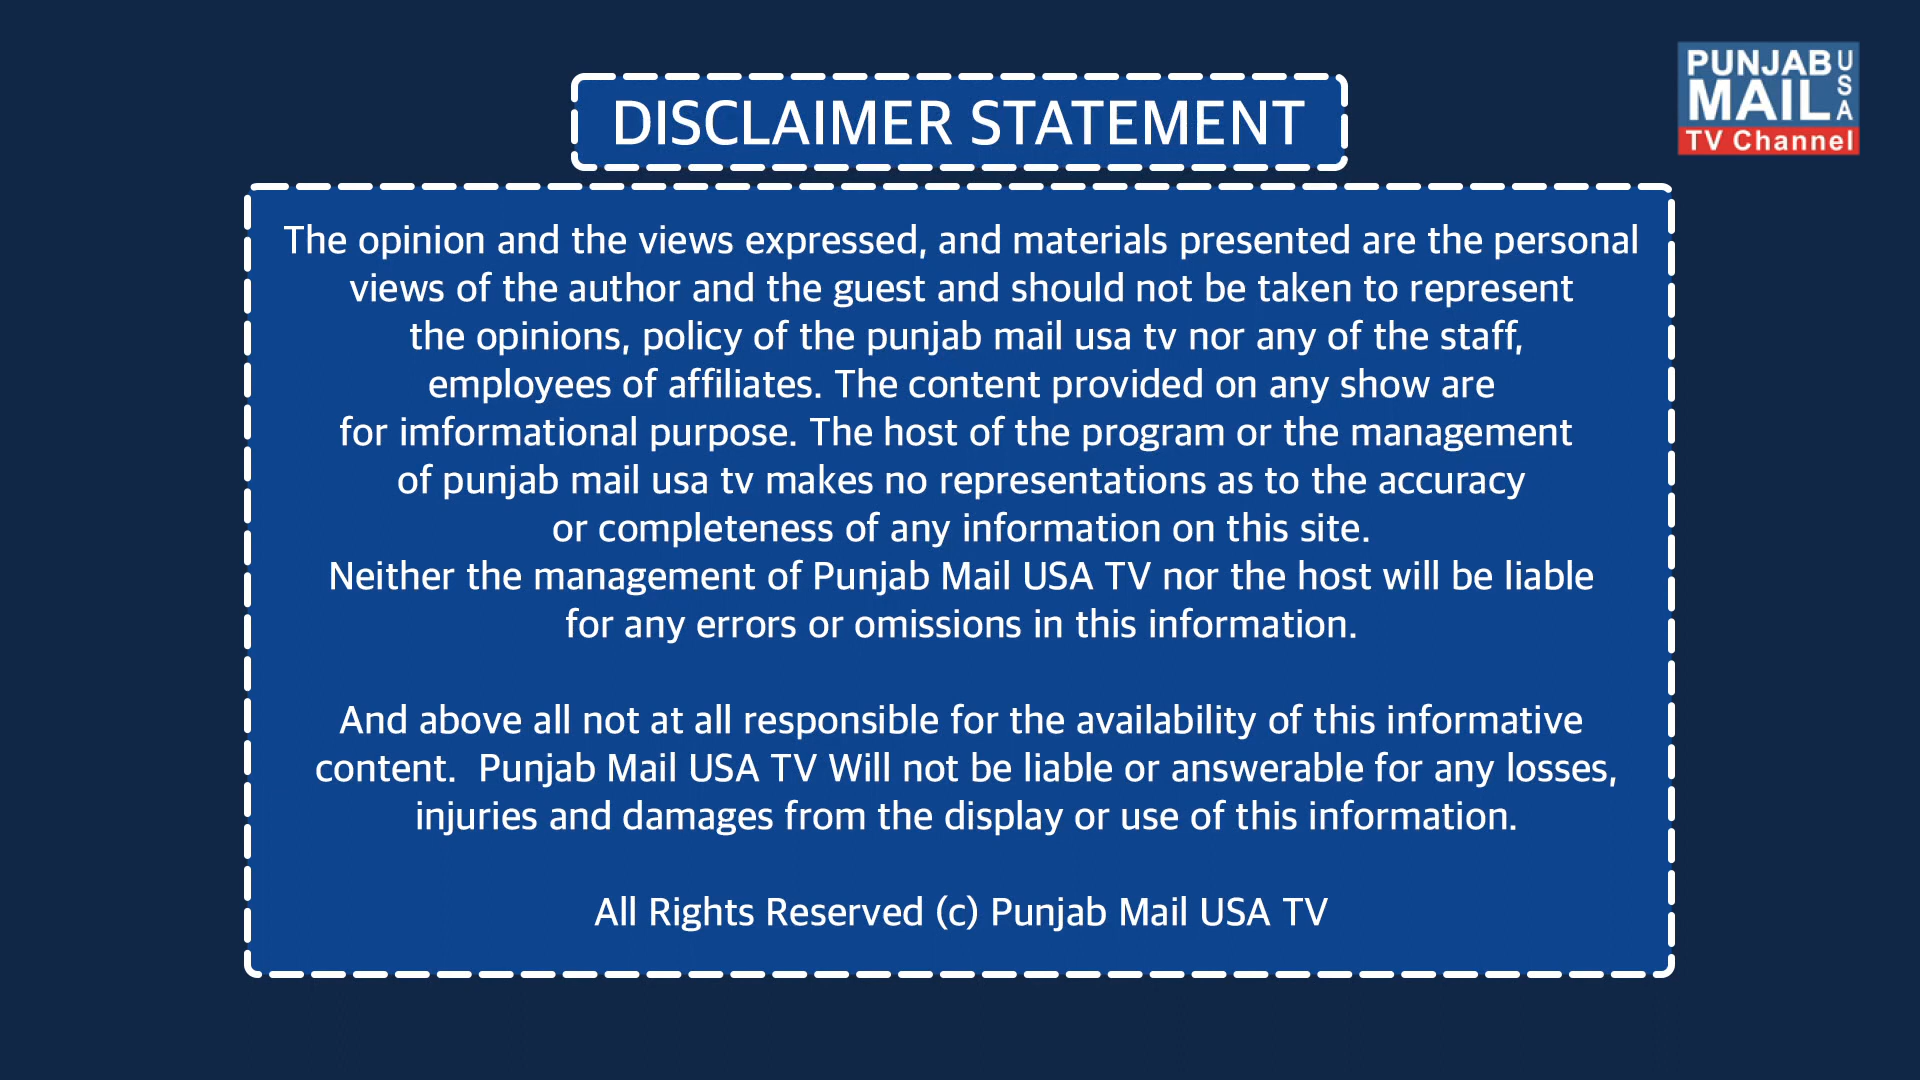 DISCLAIMER STATEMENT
PUNJAB USA
MAIL
TV Channel
The opinion and the views expressed, and materials presented are the personal
views of the author and the guest and should not be taken to represent
the opinions, policy of the punjab mail usa tv nor any of the staff,
employees of affiliates. The content provided on any show are
for imformational purpose. The host of the program or the management
of punjab mail usa tv makes no representations as to the accuracy
or completeness of any information on this site.
Neither the management of Punjab Mail USA TV nor the host will be liable
for any errors or omissions in this information.
And above all not at all responsible for the availability of this informative
content.  Punjab Mail USA TV Will not be liable or answerable for any losses,
injuries and damages from the display or use of this information.
All Rights Reserved (c) Punjab Mail USA TV